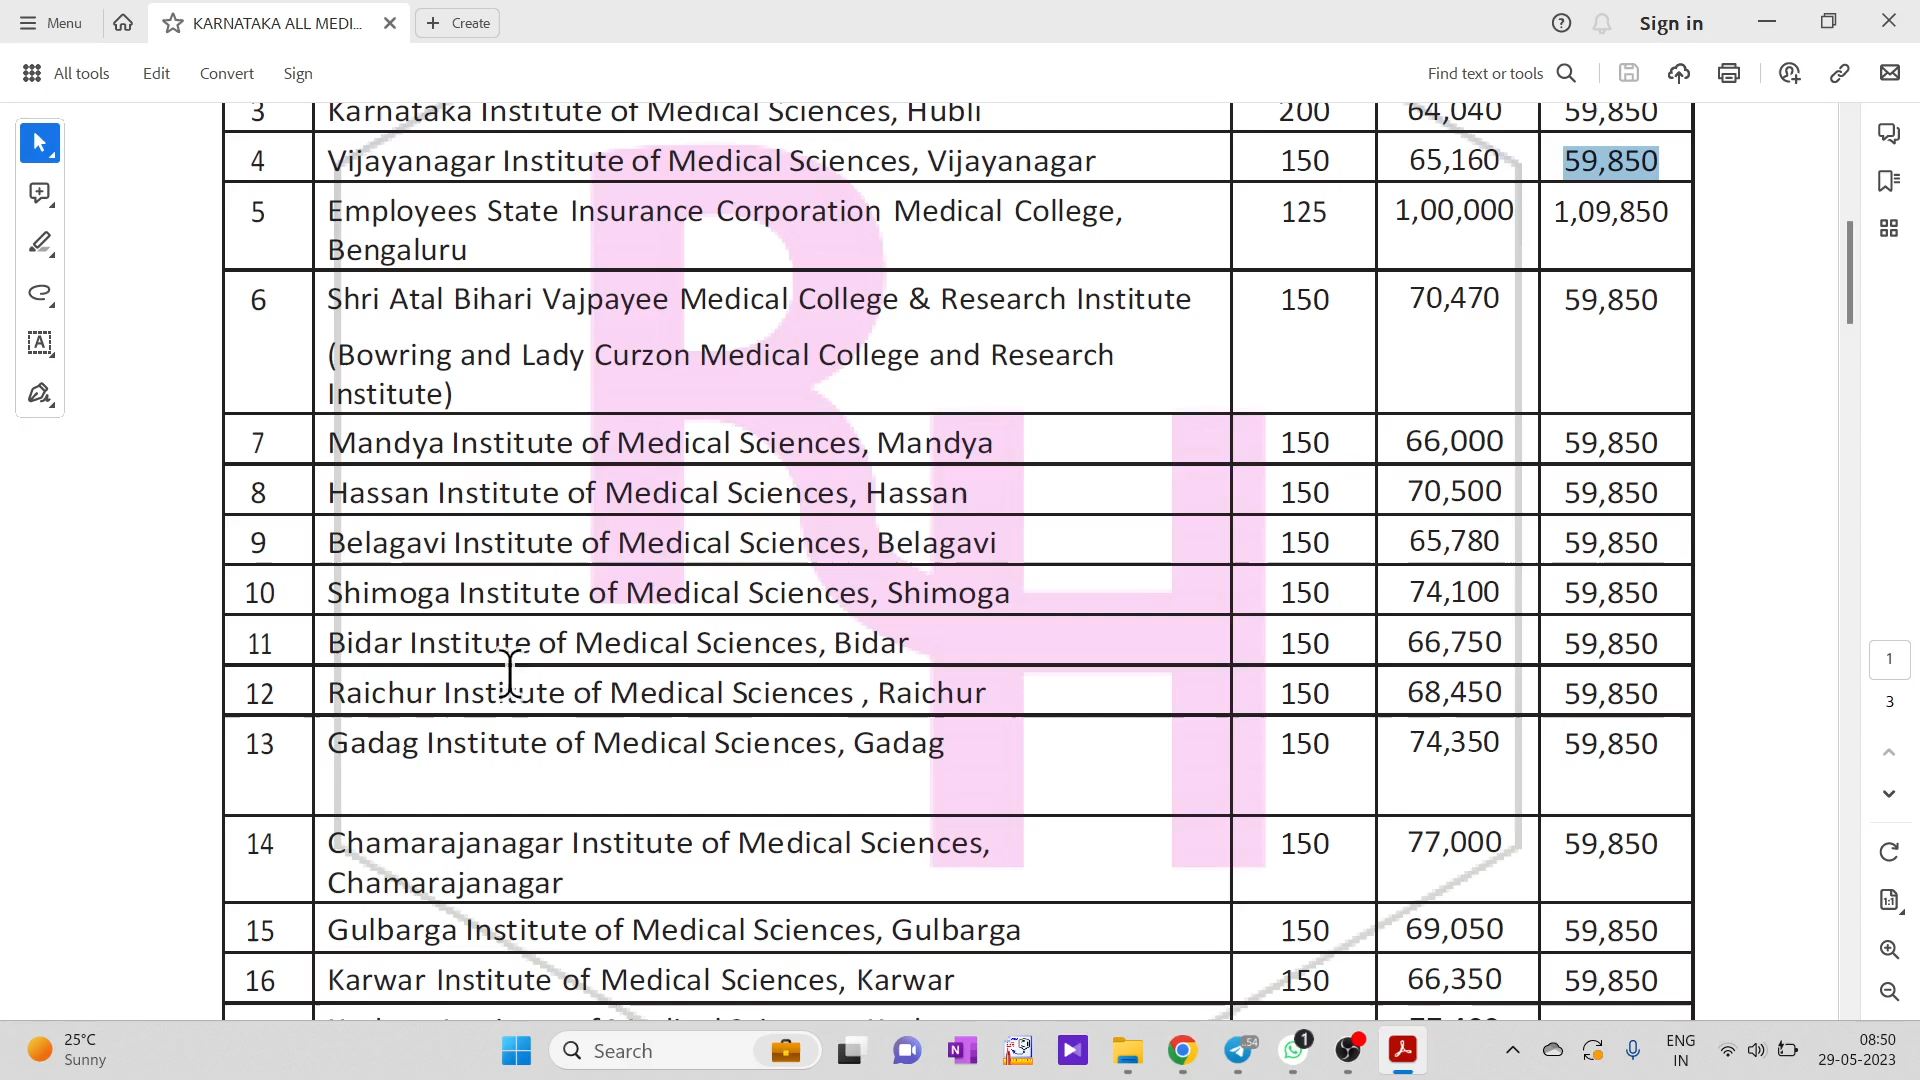 Menu KARNATAKA ALL MEDI... Create Sign in
All tools Edit Convert Sign Find text or tools
3 Karnataka Institute of Medical Sciences, Hubli 200 64,040 59,850
4 Vijayanagar Institute of Medical Sciences, Vijayanagar 150 65,160 59,850
5 Employees State Insurance Corporation Medical College, 125 1,00,000 1,09,850
Bengaluru
6 Shri Atal Bihari Vajpayee Medical College & Research Institute 150 70,470 59,850
(Bowring and Lady Curzon Medical College and Research
Institute)
7 Mandya Institute of Medical Sciences, Mandya 150 66,000 59,850
8 Hassan Institute of Medical Sciences, Hassan 150 70,500 59,850
9 Belagavi Institute of Medical Sciences, Belagavi 150 65,780 59,850
10 Shimoga Institute of Medical Sciences, Shimoga 150 74,100 59,850
11 Bidar Institute of Medical Sciences, Bidar 150 66,750 59,850
12 Raichur Institute of Medical Sciences , Raichur 150 68,450 59,850
13 Gadag Institute of Medical Sciences, Gadag 150 74,350 59,850
14 Chamarajanagar Institute of Medical Sciences, 150 77,000 59,850
Chamarajanagar
15 Gulbarga Institute of Medical Sciences, Gulbarga 150 69,050 59,850
16 Karwar Institute of Medical Sciences, Karwar 150 66,350 59,850
RH
1
3
25°C
Sunny
Search
54
1
ENG
IN
08:50
29-05-2023